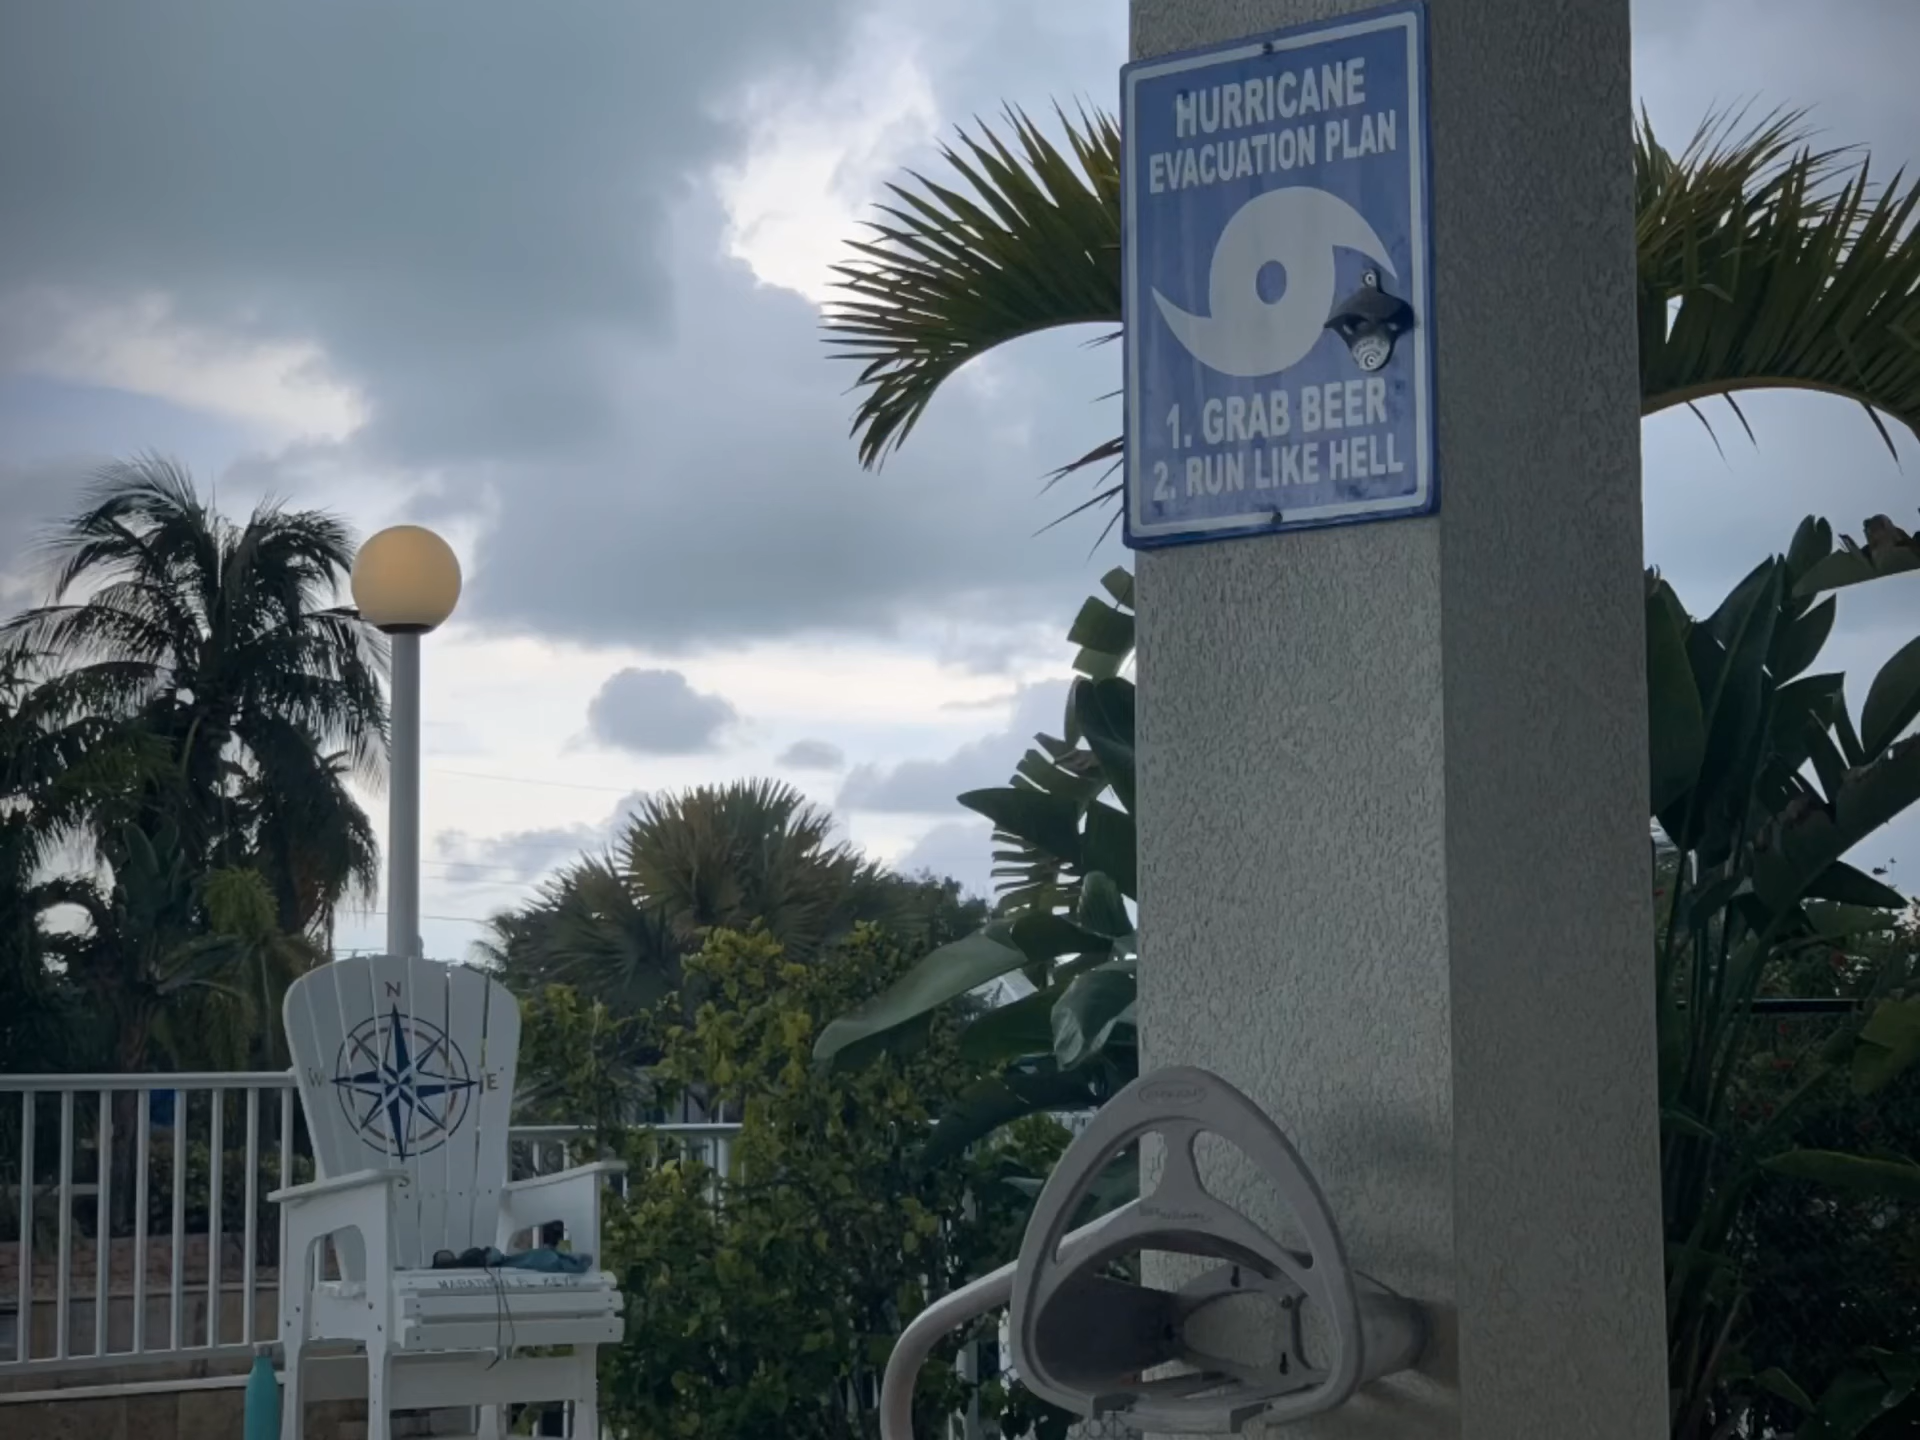 HURRICANE
EVACUATION PLAN
1. GRAB BEER
2. RUN LIKE HELL
N
W
E